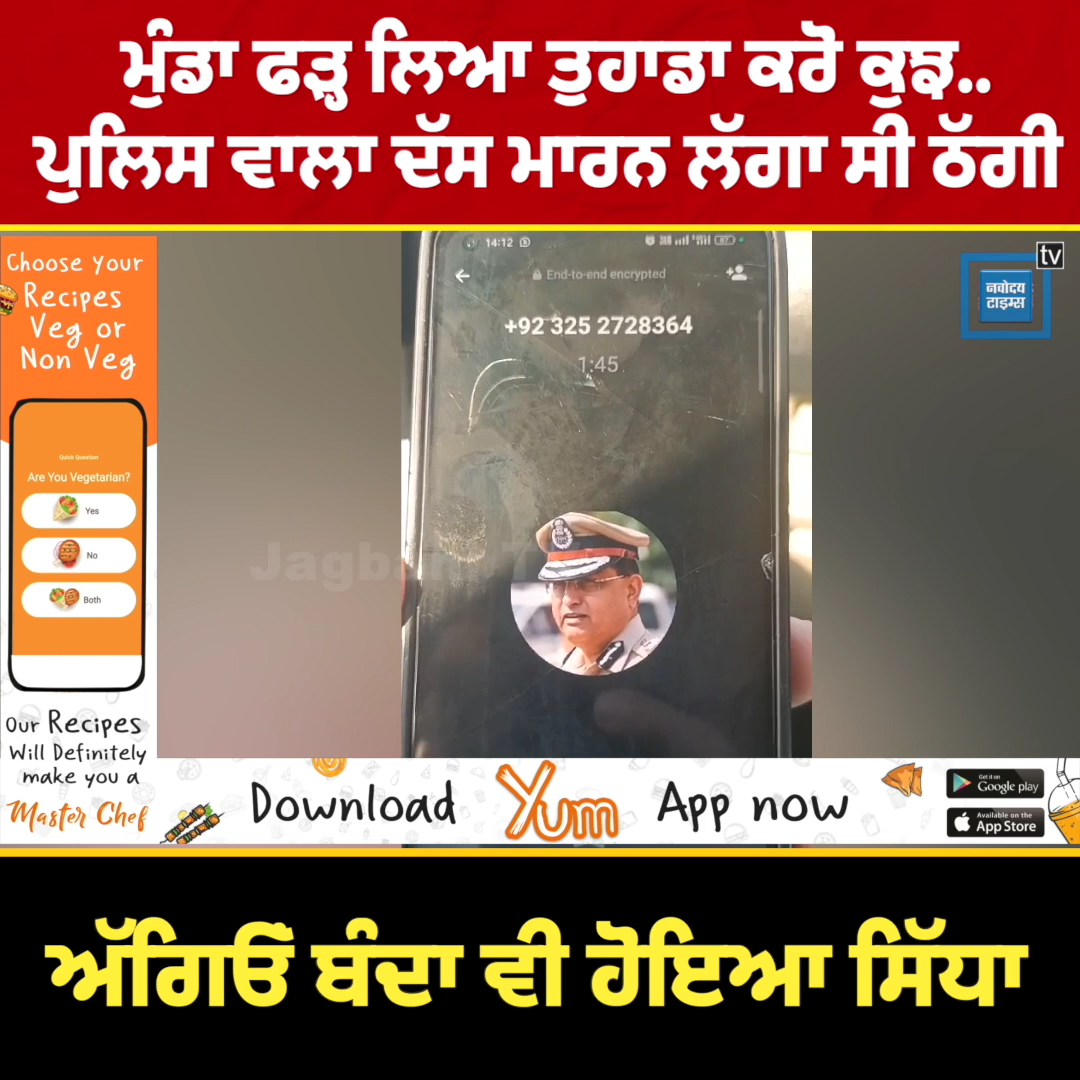 ਮੁੰਡਾ ਫੜ੍ਹ ਲਿਆ ਤੁਹਾਡਾ ਕਰੋ ਕੁਝ..
ਪੁਲਿਸ ਵਾਲਾ ਦੱਸ ਮਾਰਨ ਲੱਗਾ ਸੀ ਠੱਗੀ
Choose your
Recipes
Veg or
Non Veg
Quick Question
Are You Vegetarian?
Yes
No
Both
Our Recipes
Will Definitely
make you a
Master Chef
14:12
87
End-to-end encrypted
+92 325 2728364
1:45
tv
नवोदय
टाइम्स
Download Yum App now
Get it on
Google play
Available on the
App Store
ਅੱਗਿਓਂ ਬੰਦਾ ਵੀ ਹੋਇਆ ਸਿੱਧਾ